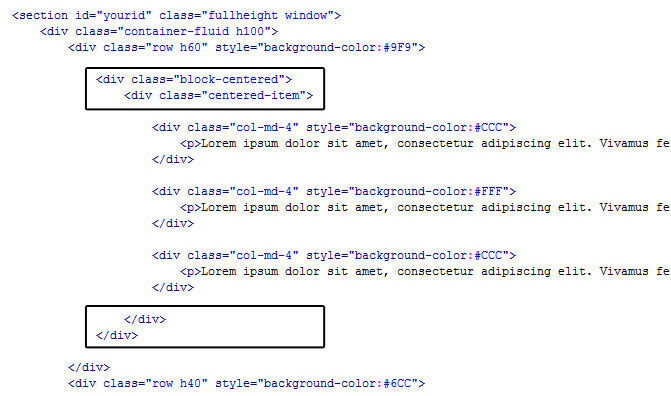 <section id="yourid" class="fullheight window">
<div class="container-fluid h100">
<div class="row h60" style="background-color:#9F9">
<div class="block-centered">
<div class="centered-item">
<div class="col-md-4" style="background-color:#CCC">
<p>Lorem ipsum dolor sit amet, consectetur adipiscing elit. Vivamus fe
</div>
<div class="col-md-4" style="background-color:#FFF">
<p>Lorem ipsum dolor sit amet, consectetur adipiscing elit. Vivamus fe
</div>
<div class="col-md-4" style="background-color:#CCC">
<p>Lorem ipsum dolor sit amet, consectetur adipiscing elit. Vivamus fe
</div>
</div>
</div>
</div>
<div class="row h40" style="background-color:#6CC">